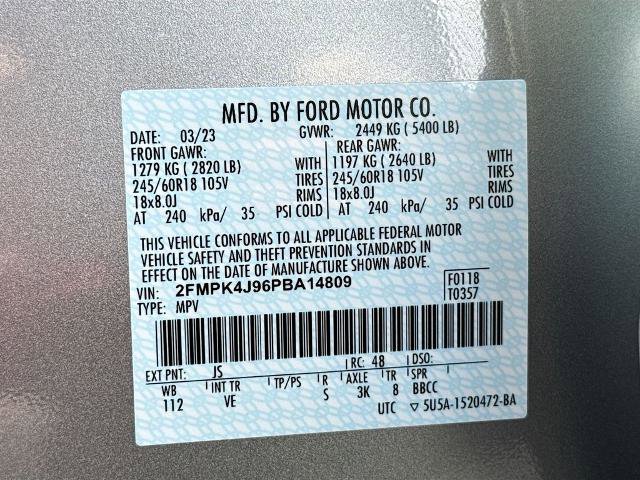 MFD. BY FORD MOTOR CO.
DATE: 03/23 GVWR: 2449 KG ( 5400 LB)
FRONT GAWR: REAR GAWR:
1279 KG ( 2820 LB) WITH 1197 KG ( 2640 LB) WITH
245/60R18 105V TIRES 245/60R18 105V TIRES
18x8.0J RIMS 18x8.0J RIMS
AT 240 kPa/ 35 PSI COLD AT 240 kPa/ 35 PSI COLD
THIS VEHICLE CONFORMS TO ALL APPLICABLE FEDERAL MOTOR
VEHICLE SAFETY AND THEFT PREVENTION STANDARDS IN
EFFECT ON THE DATE OF MANUFACTURE SHOWN ABOVE.
VIN: 2FMPK4J96PBA14809 F0118
TYPE: MPV T0357
EXT PNT: JS RC: 48 DSO:
WB INT TR TP/PS R AXLE TR SPR
112 VE S 3K 8 BBCC
UTC ▽ 5U5A-1520472-BA